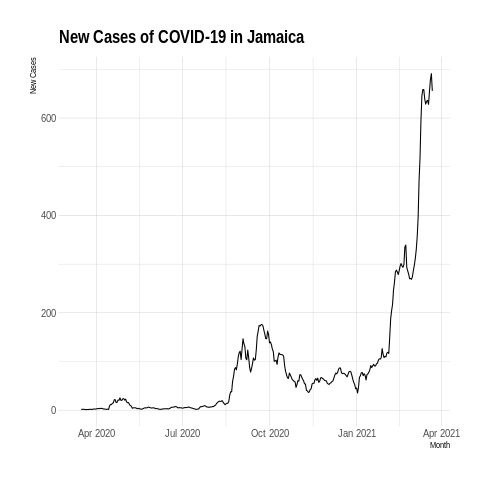 New Cases of COVID-19 in Jamaica
New Cases
600
400
200
0
Apr 2020 Jul 2020 Oct 2020 Jan 2021 Apr 2021
Month